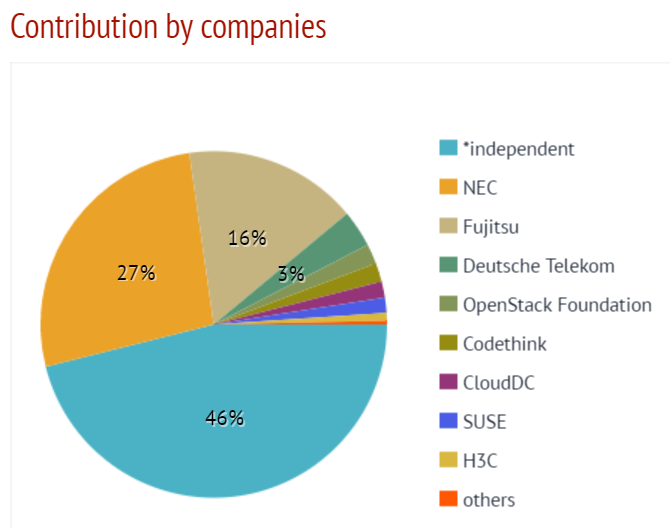 Contribution by companies
*independent
NEC
Fujitsu
Deutsche Telekom
OpenStack Foundation
Codethink
CloudDC
SUSE
H3C
others
16%
27%
3%
46%